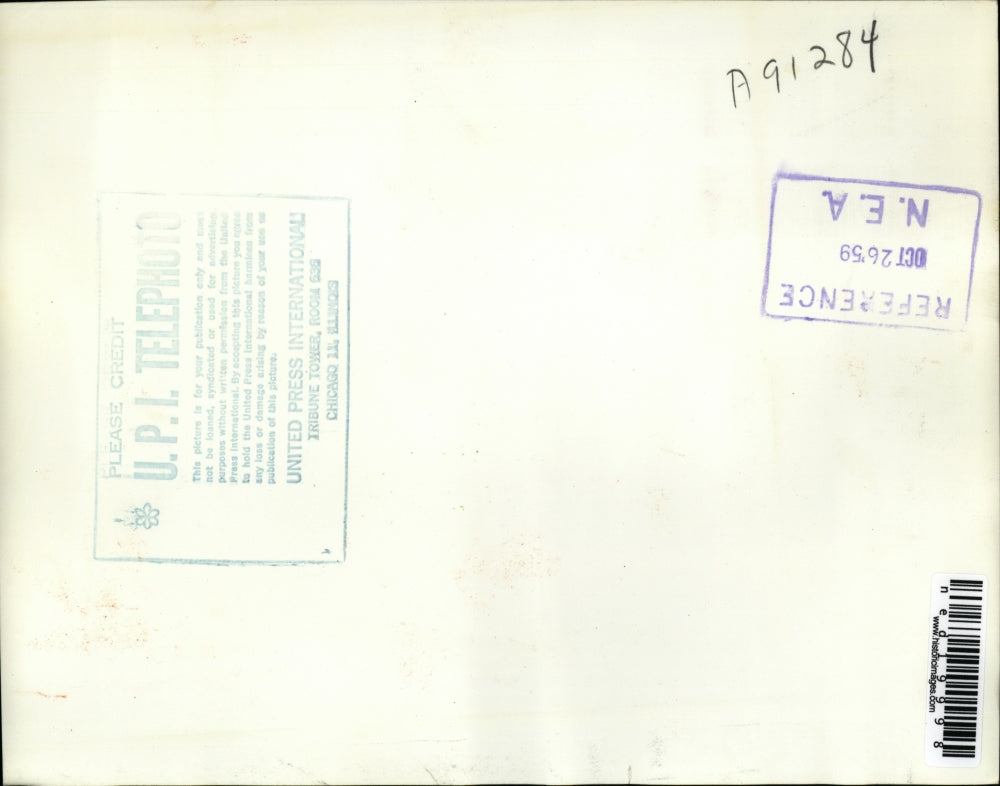 A91284
REFERENCE
OCT 26 '59
N.E.A.
PLEASE CREDIT
U.P.I. TELEPHOTO
This picture is for your publication only and must
not be loaned, syndicated or used for advertising
purposes without written permission from the United
Press International. By accepting this picture you agree
to hold the United Press International harmless from
any loss or damage arising by reason of your use or
publication of this picture.
UNITED PRESS INTERNATIONAL
TRIBUNE TOWER, ROOM 638
CHICAGO 11, ILLINOIS
ned19998
www.historicimages.com